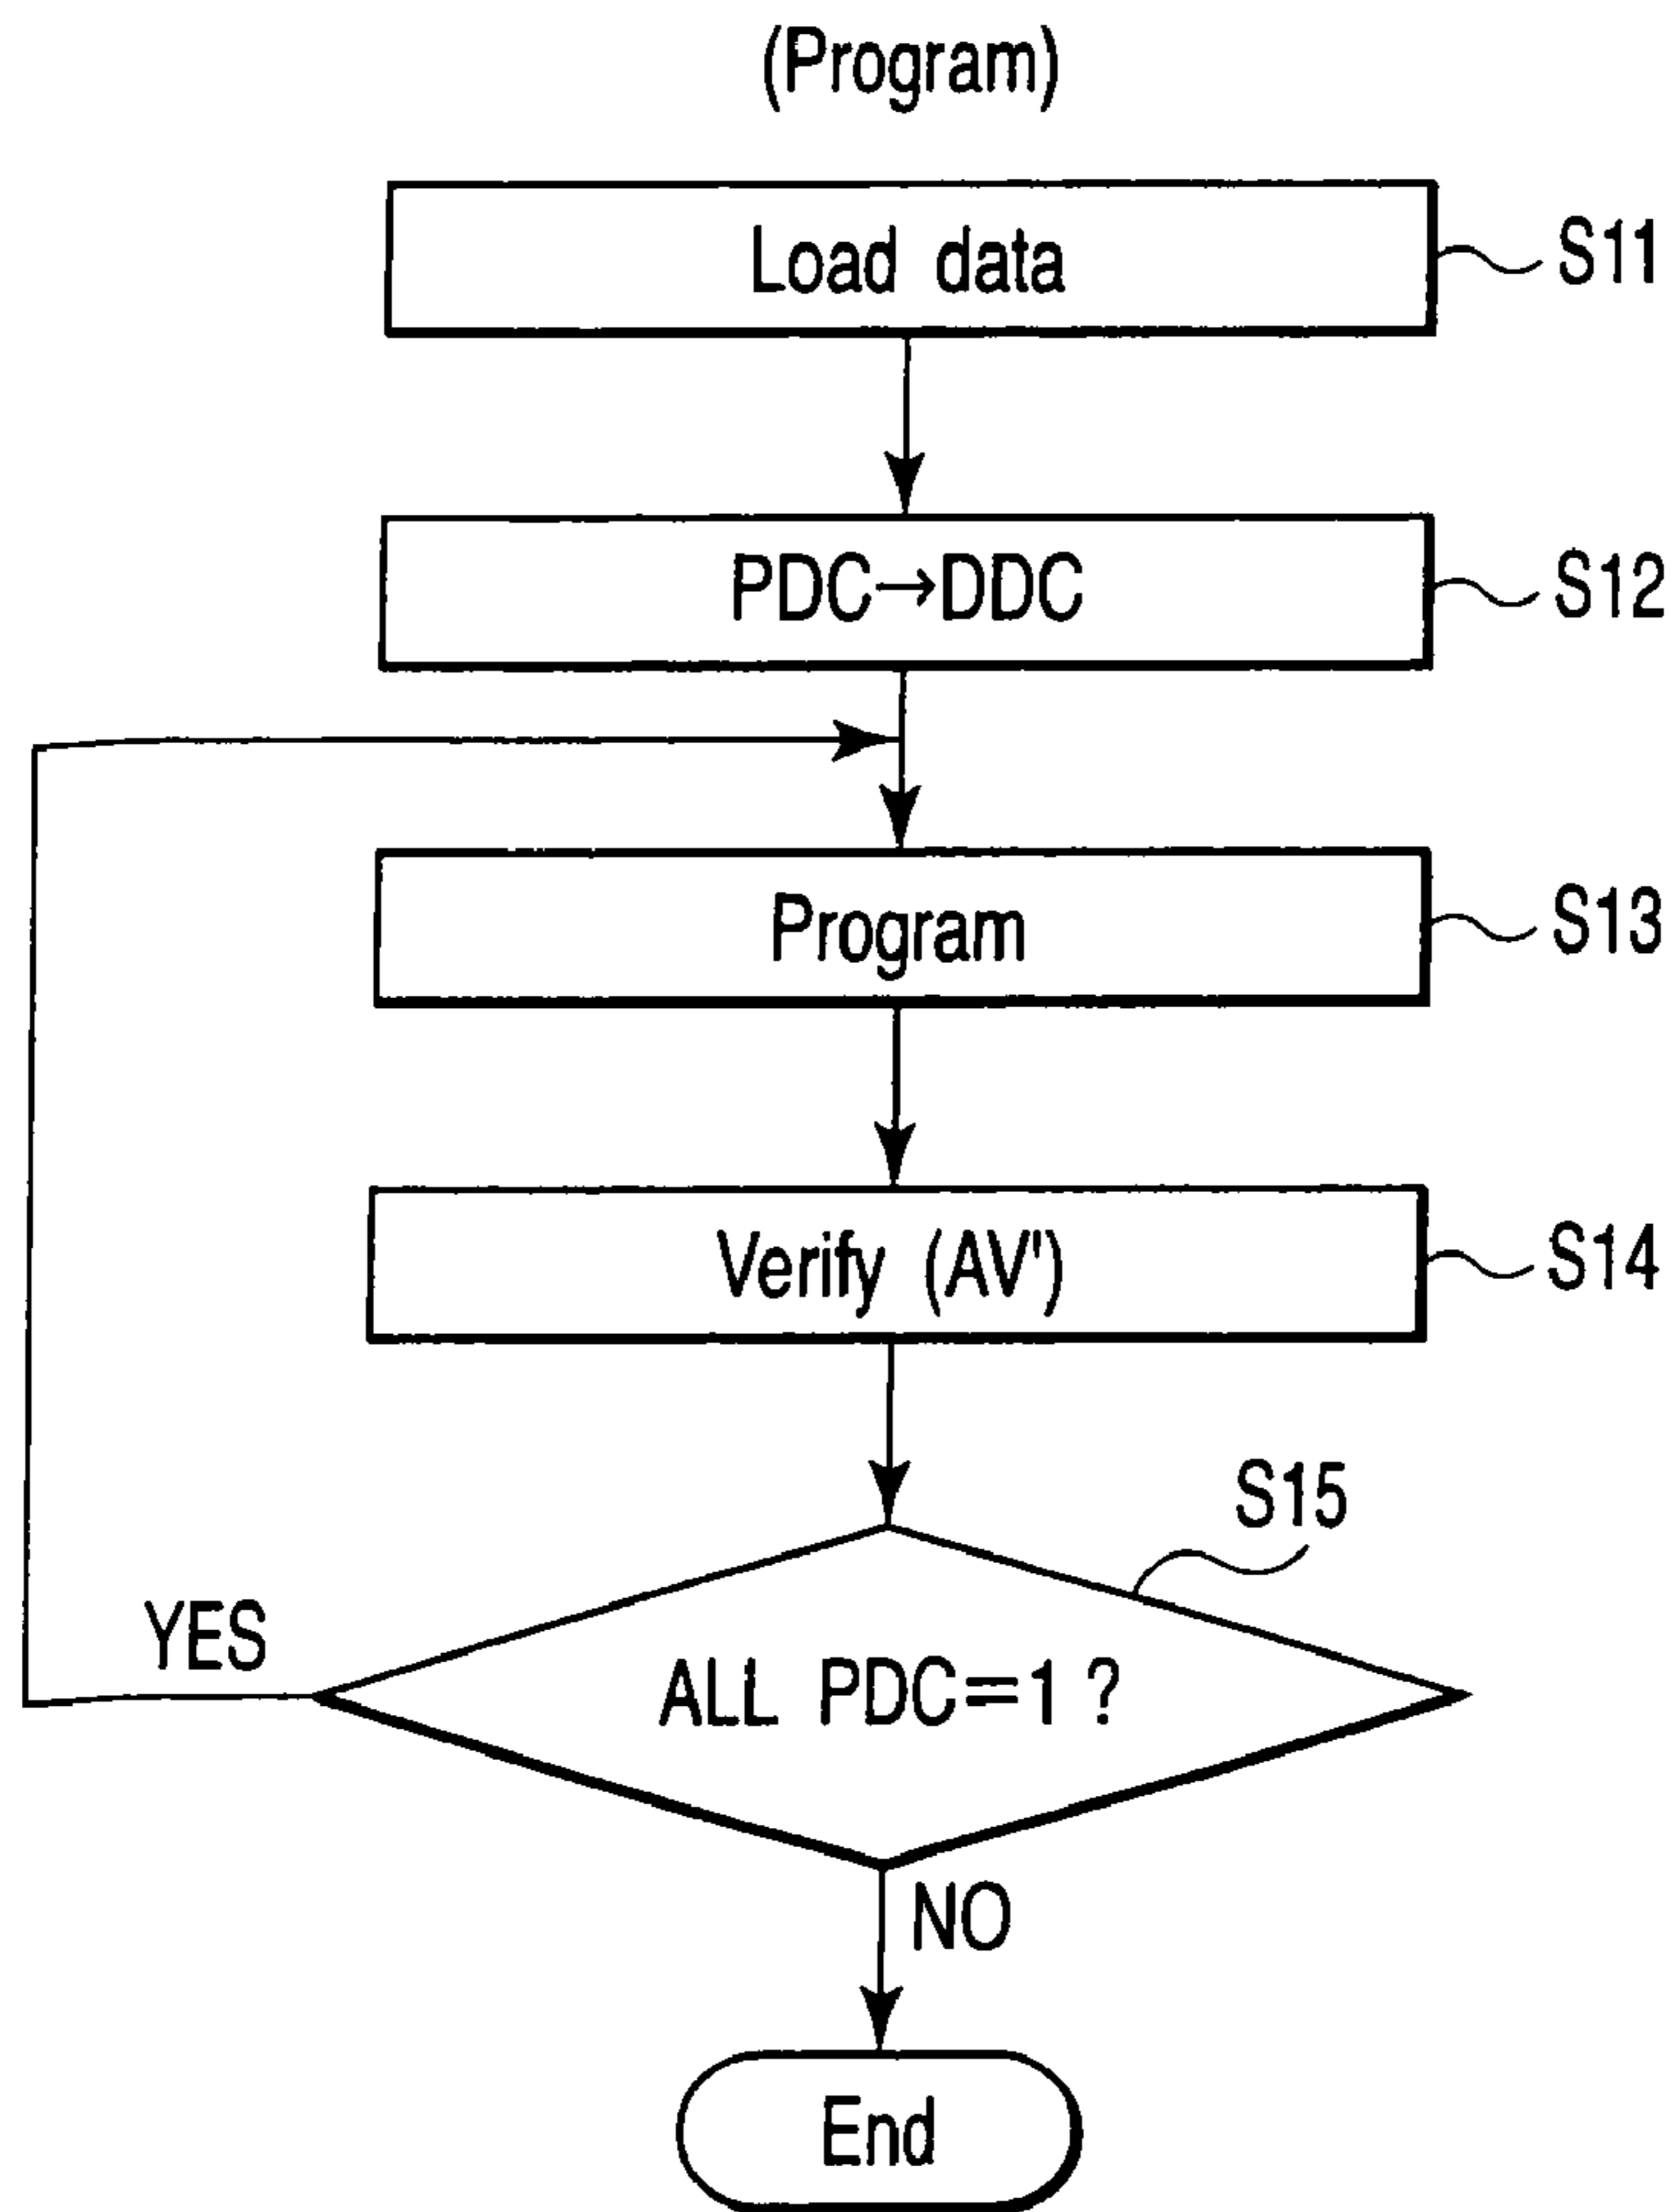 (Program)
Load data
S11
PDC→DDC
S12
Program
S13
Verify (AV')
S14
S15
YES
ALL PDC=1 ?
NO
End